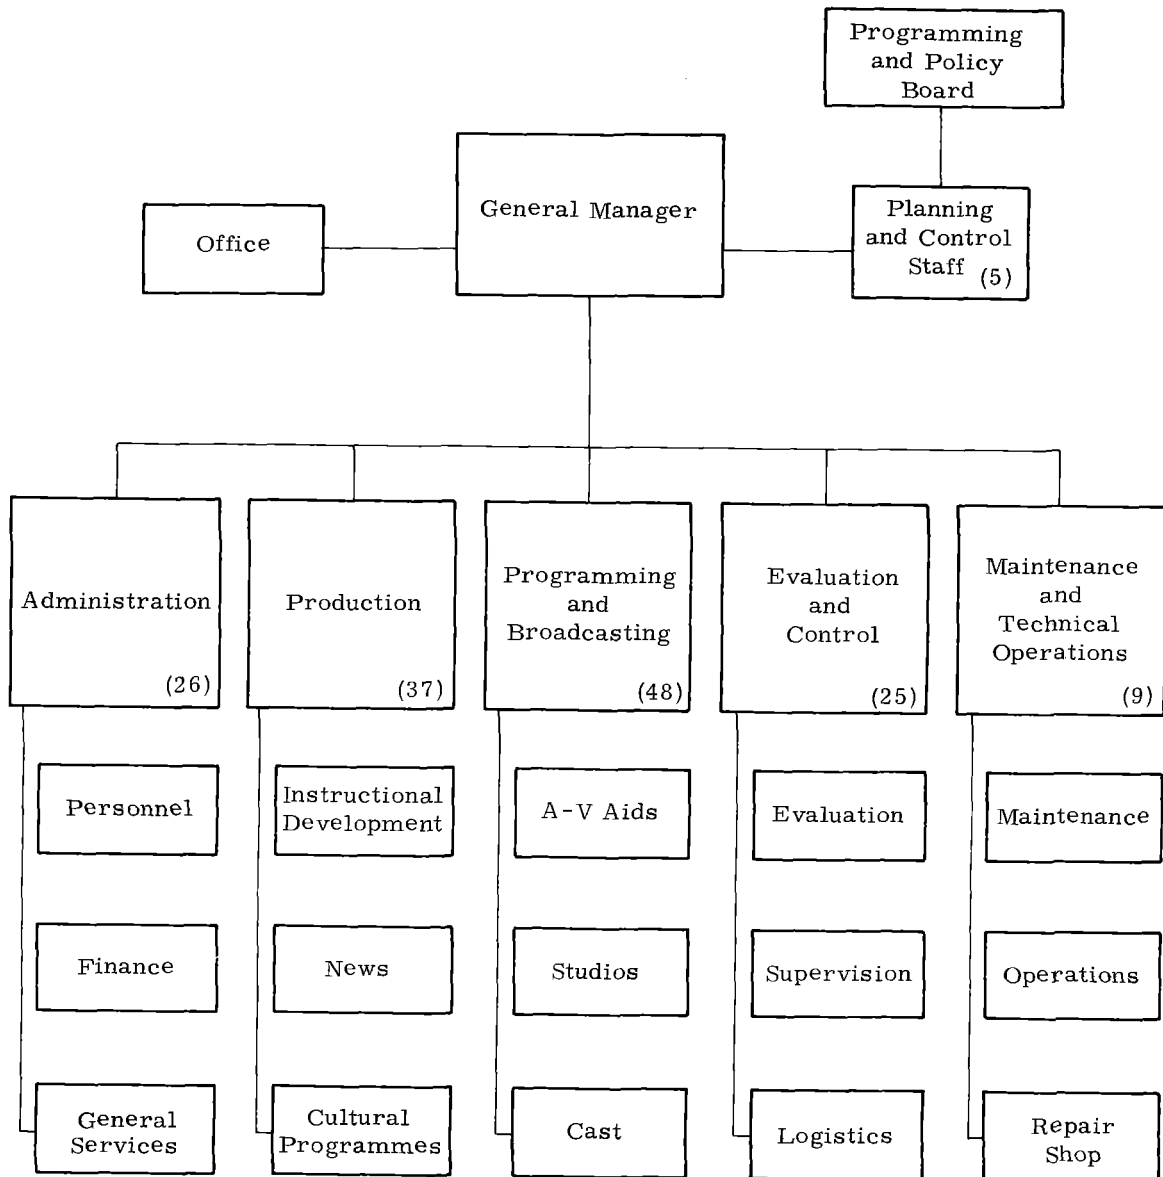 Programming
and Policy
Board
General Manager
Office
Planning
and Control
Staff (5)
Administration
(26)
Production
(37)
Programming
and
Broadcasting
(48)
Evaluation
and
Control
(25)
Maintenance
and
Technical
Operations
(9)
Personnel
Instructional
Development
A-V Aids
Evaluation
Maintenance
Finance
News
Studios
Supervision
Operations
General
Services
Cultural
Programmes
Cast
Logistics
Repair
Shop